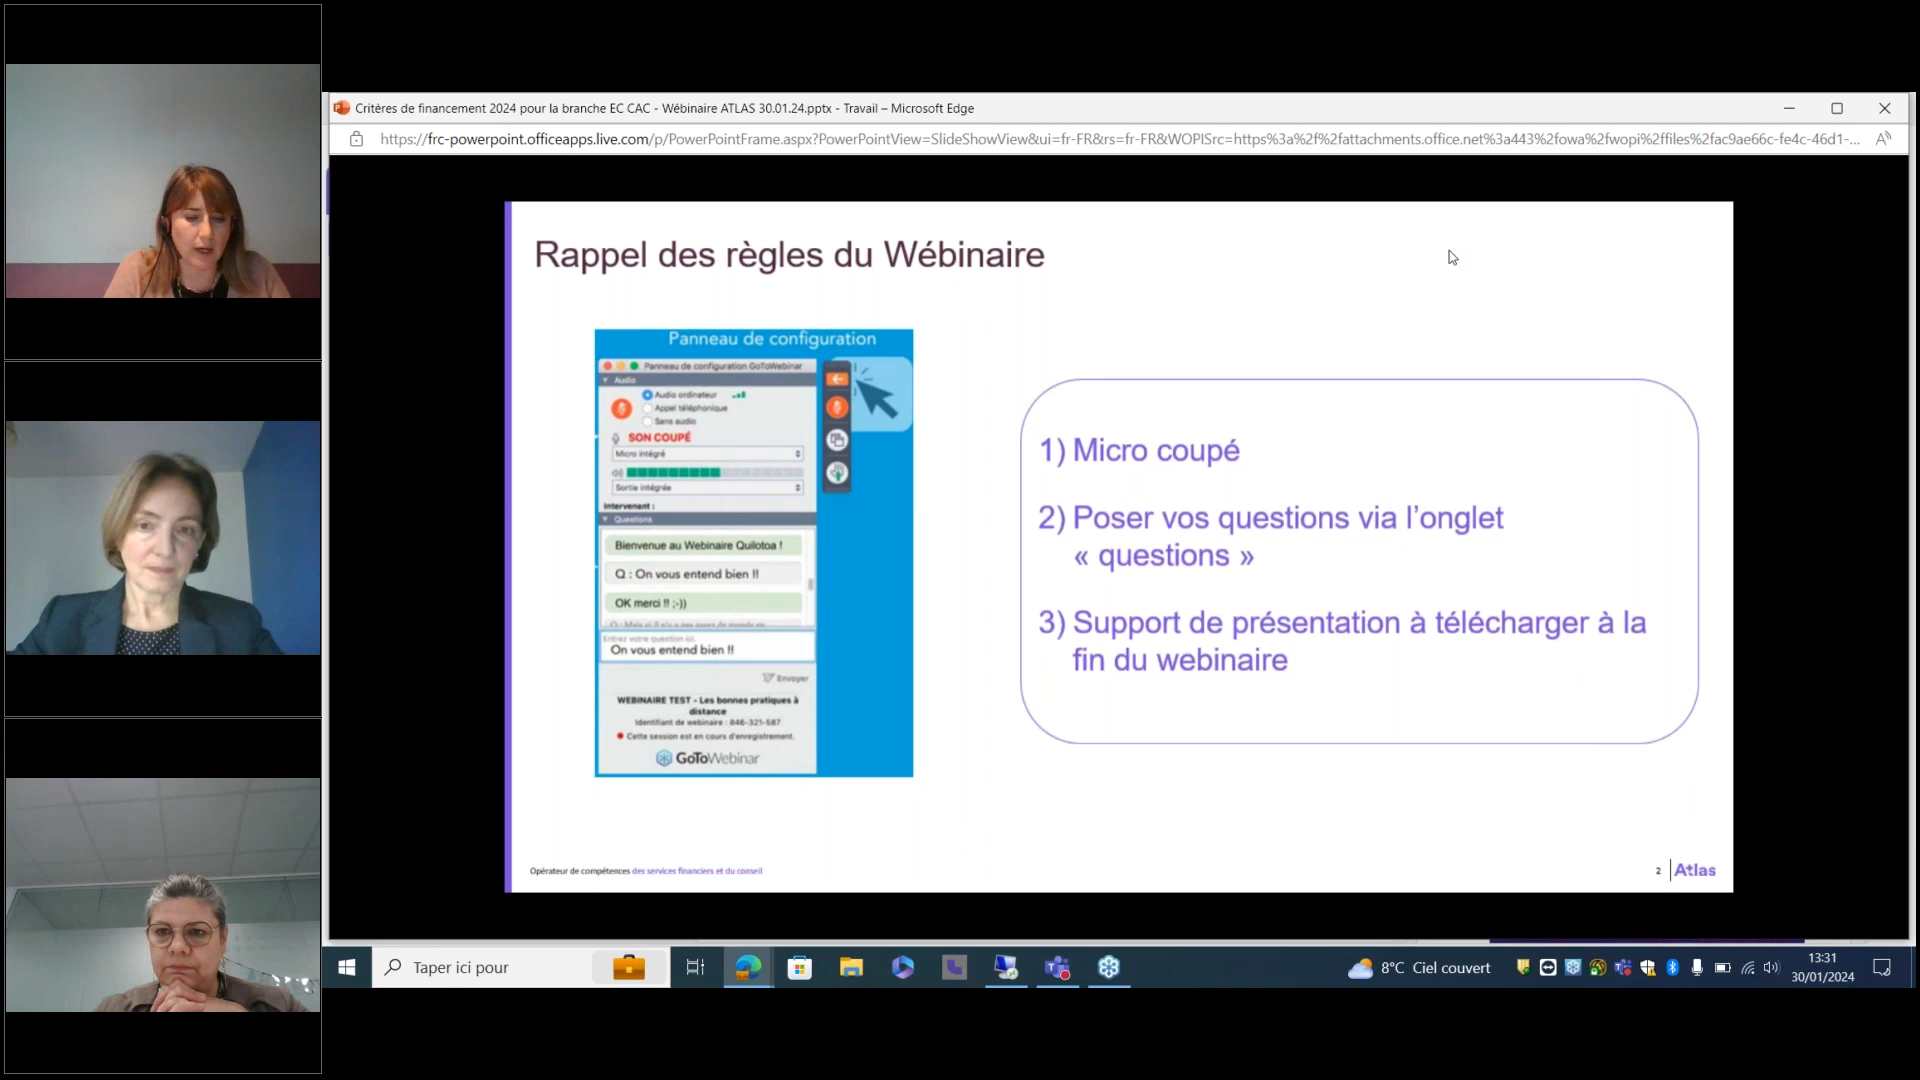 Critères de financement 2024 pour la branche EC CAC - Wébinaire ATLAS 30.01.24.pptx - Travail – Microsoft Edge
https://frc-powerpoint.officeapps.live.com/p/PowerPointFrame.aspx?PowerPointView=SlideShowView&ui=fr-FR&rs=fr-FR&WOPISrc=https%3a%2f%2fattachments.office.net%3a443%2fowa%2fwopi%2ffiles%2fac9ae66c-fe4c-46d1-...
Rappel des règles du Wébinaire
Panneau de configuration
Panneau de configuration GoToWebinar
Audio
Audio ordinateur
Appel téléphonique
Sans audio
SON COUPÉ
Micro intégré
Sortie intégrée
Intervenant :
Questions
Bienvenue au Webinaire Quilotoa !
Q : On vous entend bien !!
OK merci !! ;-))
Entrez votre question ici.
On vous entend bien !!
Envoyer
WEBINAIRE TEST - Les bonnes pratiques à
distance
Identifiant de webinaire : 846-321-587
Cette session est en cours d'enregistrement.
GoToWebinar
1) Micro coupé
2) Poser vos questions via l’onglet
« questions »
3) Support de présentation à télécharger à la
fin du webinaire
Opérateur de compétences des services financiers et du conseil
2 Atlas
Taper ici pour
8°C Ciel couvert
13:31
30/01/2024